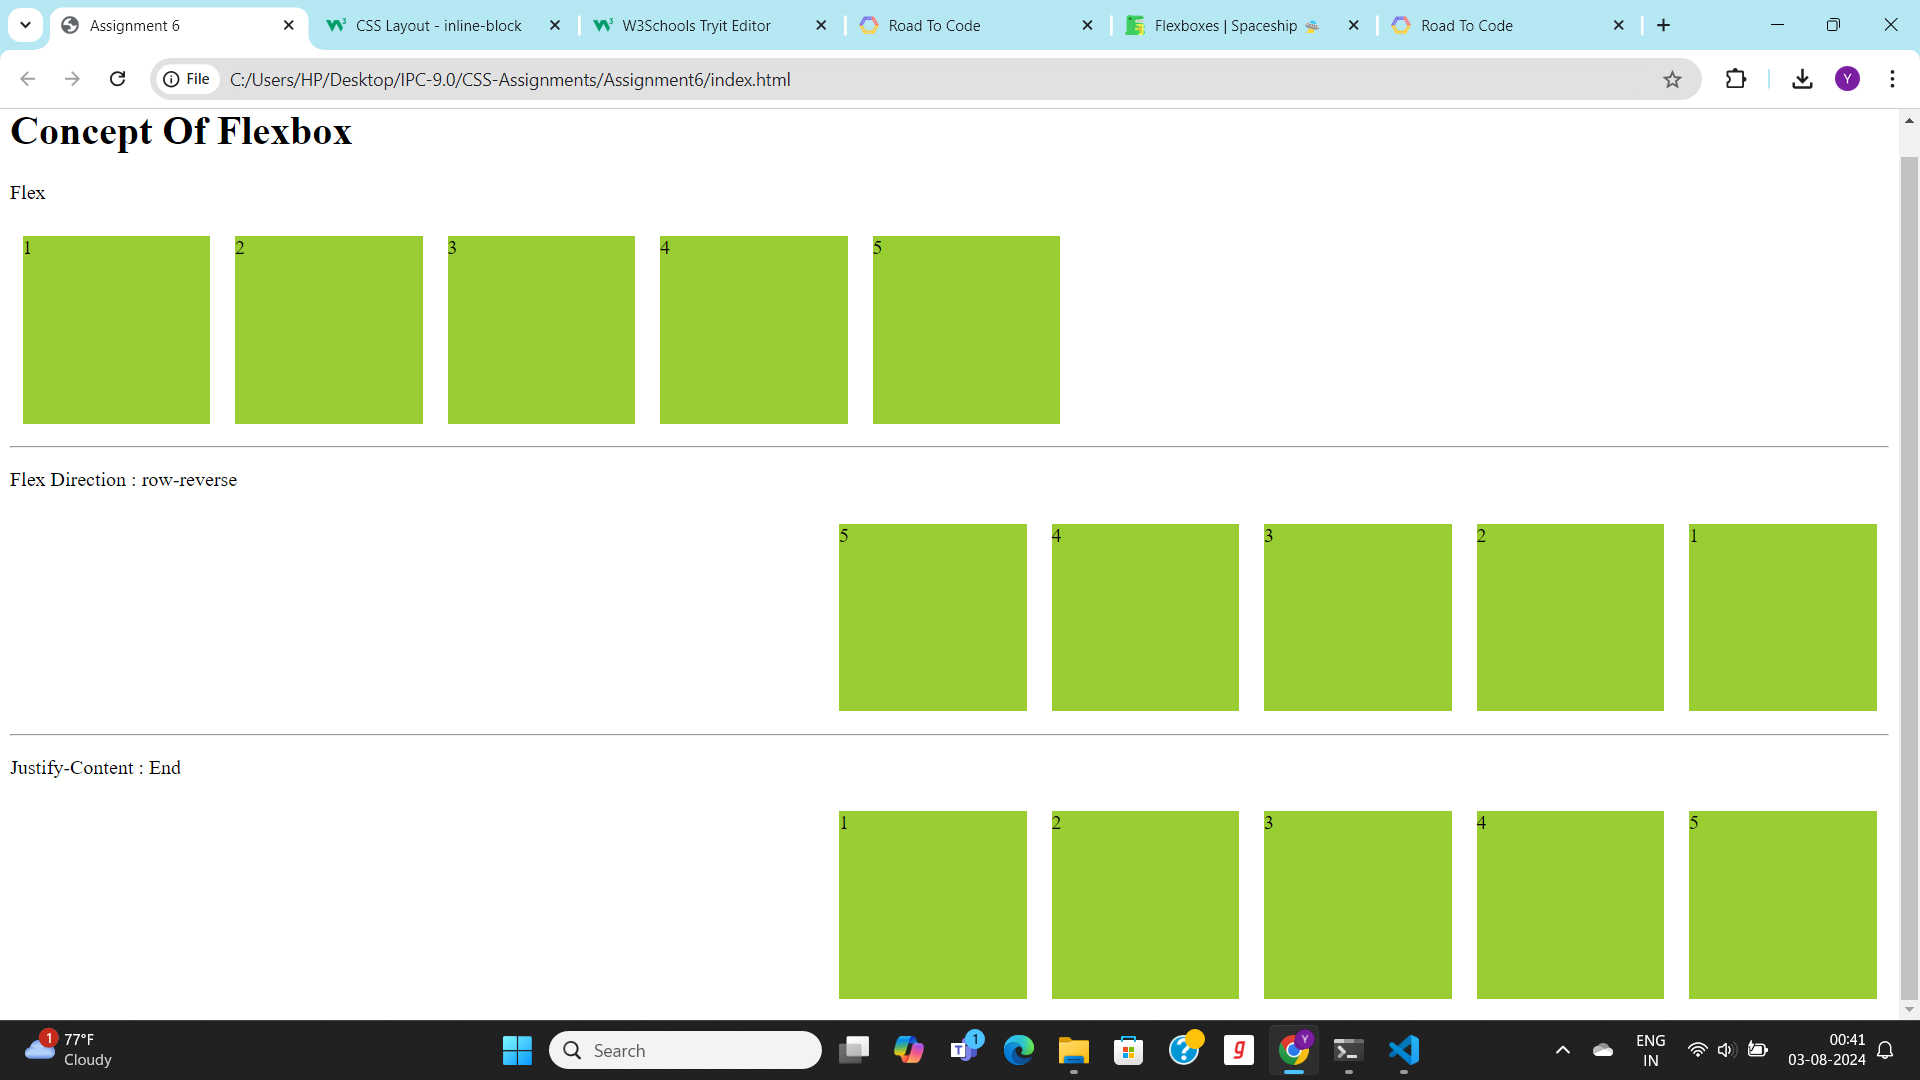 Assignment 6
CSS Layout - inline-block
W3Schools Tryit Editor
Road To Code
Flexboxes | Spaceship
Road To Code
File
C:/Users/HP/Desktop/IPC-9.0/CSS-Assignments/Assignment6/index.html
Y
Concept Of Flexbox
Flex
1 2 3 4 5
Flex Direction : row-reverse
5 4 3 2 1
Justify-Content : End
1 2 3 4 5
1
77°F
Cloudy
Search
T
1
g
Y
ENG
IN
00:41
03-08-2024